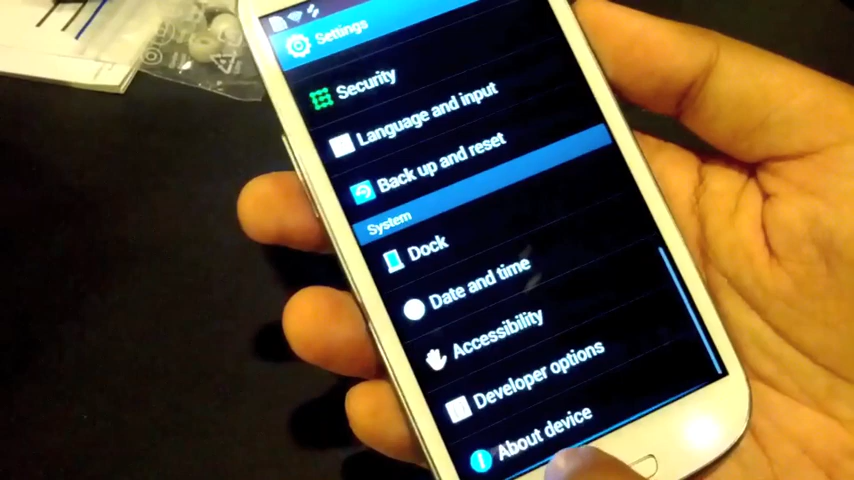 Settings
Security
Language and input
Back up and reset
System
Dock
Date and time
Accessibility
Developer options
About device